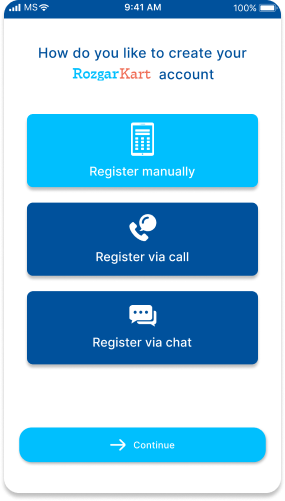 MS 9:41 AM 100%
How do you like to create your
RozgarKart account
Register manually
Register via call
Register via chat
Continue